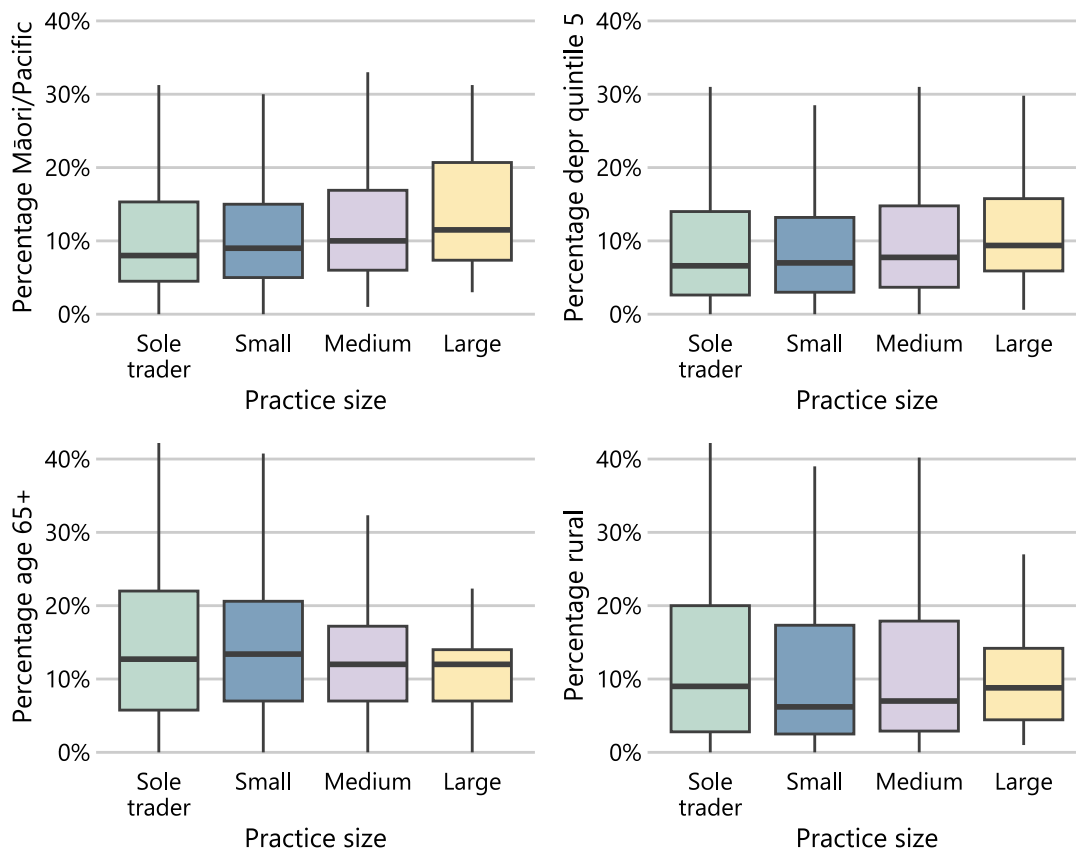 Percentage Māori/Pacific
40%
30%
20%
10%
0%
Sole trader
Small
Medium
Large
Practice size
Percentage depr quintile 5
40%
30%
20%
10%
0%
Sole trader
Small
Medium
Large
Practice size
Percentage age 65+
40%
30%
20%
10%
0%
Sole trader
Small
Medium
Large
Practice size
Percentage rural
40%
30%
20%
10%
0%
Sole trader
Small
Medium
Large
Practice size